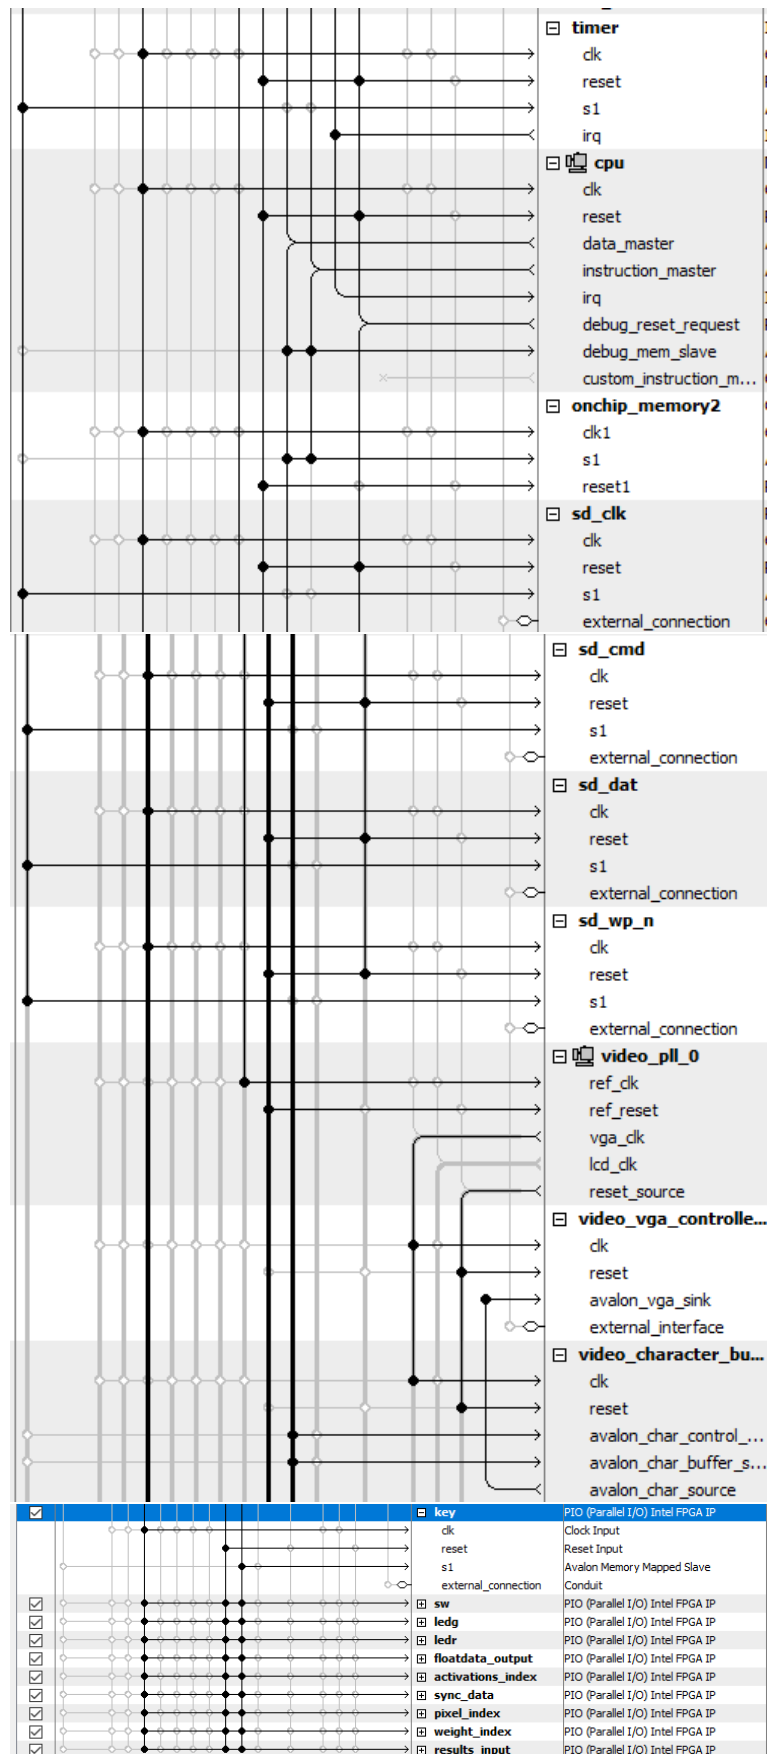 timer
clk
reset
s1
irq
cpu
clk
reset
data_master
instruction_master
irq
debug_reset_request
debug_mem_slave
custom_instruction_m...
onchip_memory2
clk1
s1
reset1
sd_clk
clk
reset
s1
external_connection
sd_cmd
clk
reset
s1
external_connection
sd_dat
clk
reset
s1
external_connection
sd_wp_n
clk
reset
s1
external_connection
video_pll_0
ref_clk
ref_reset
vga_clk
lcd_clk
reset_source
video_vga_controlle...
clk
reset
avalon_vga_sink
external_interface
video_character_bu...
clk
reset
avalon_char_control_...
avalon_char_buffer_s...
avalon_char_source
key PIO (Parallel I/O) Intel FPGA IP
clk Clock Input
reset Reset Input
s1 Avalon Memory Mapped Slave
external_connection Conduit
sw PIO (Parallel I/O) Intel FPGA IP
ledg PIO (Parallel I/O) Intel FPGA IP
ledr PIO (Parallel I/O) Intel FPGA IP
floatdata_output PIO (Parallel I/O) Intel FPGA IP
activations_index PIO (Parallel I/O) Intel FPGA IP
sync_data PIO (Parallel I/O) Intel FPGA IP
pixel_index PIO (Parallel I/O) Intel FPGA IP
weight_index PIO (Parallel I/O) Intel FPGA IP
results_input PIO (Parallel I/O) Intel FPGA IP